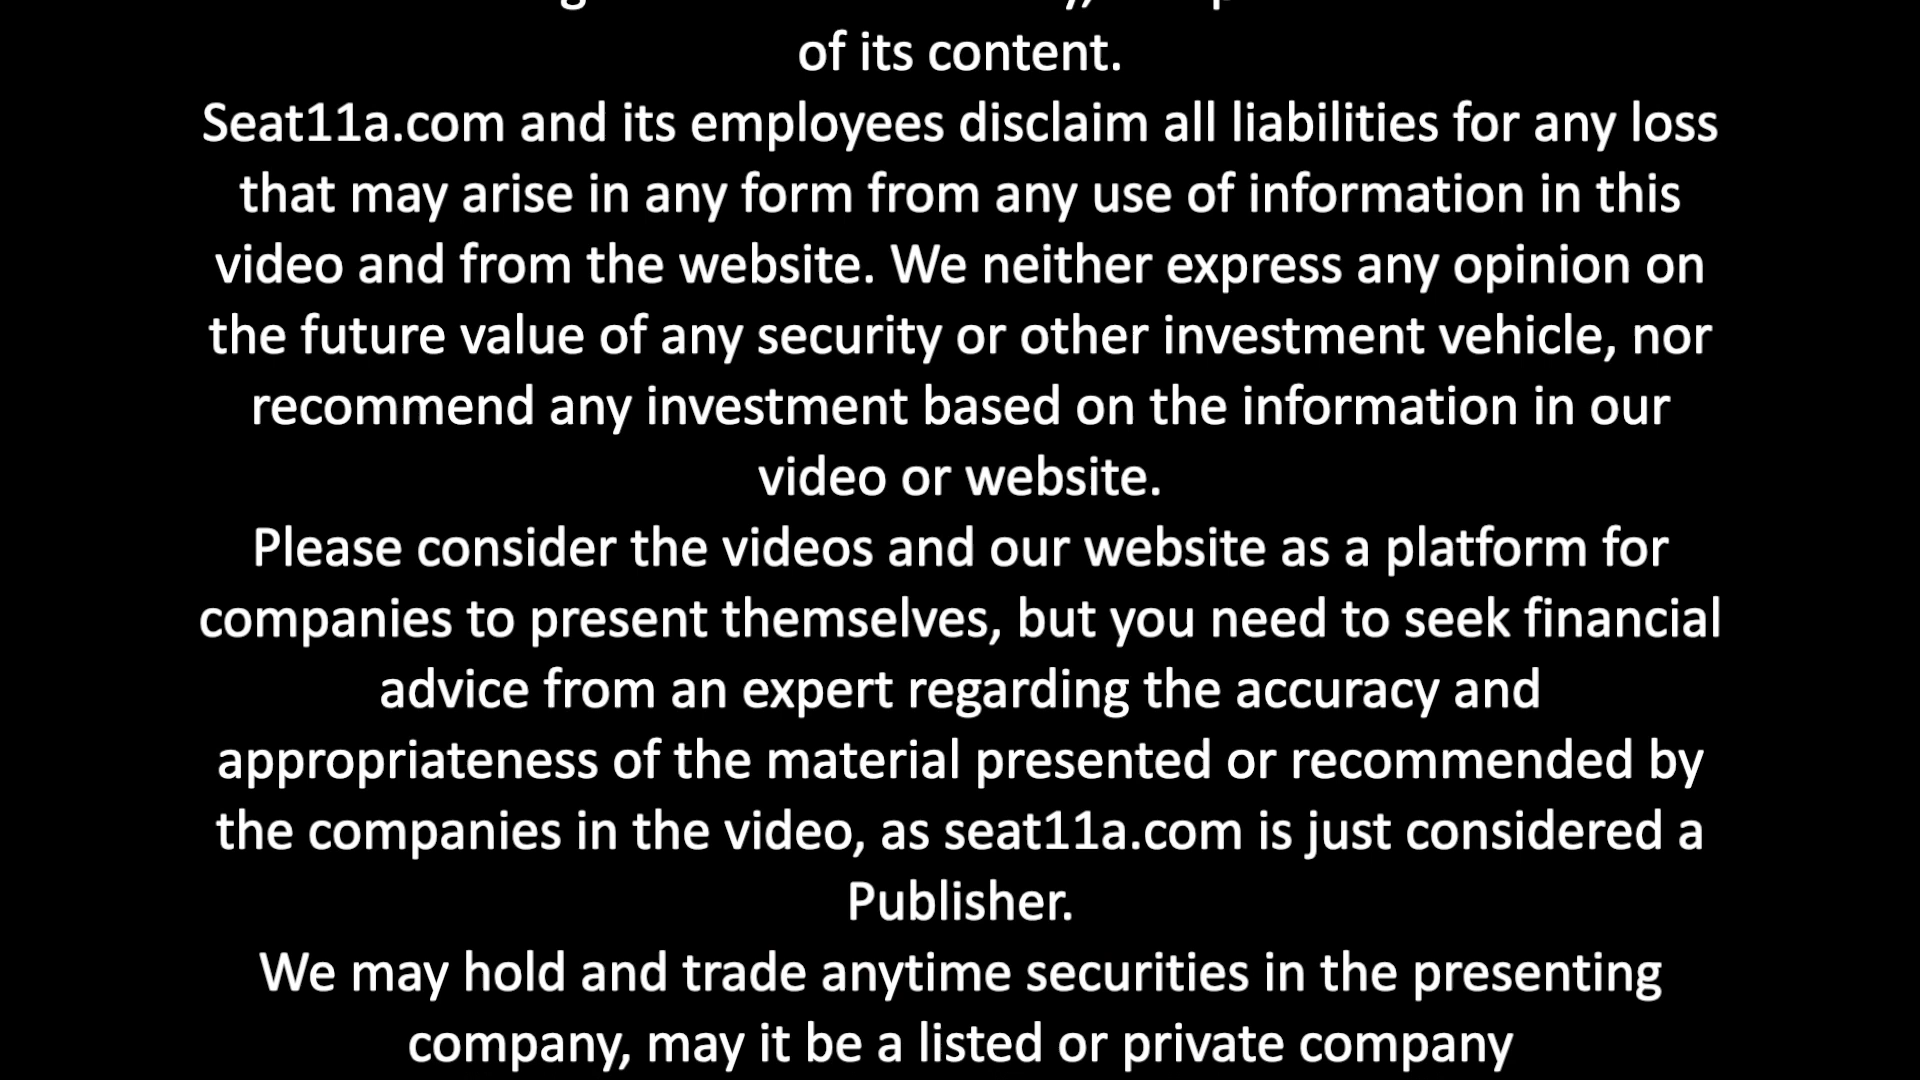 of its content.
Seat11a.com and its employees disclaim all liabilities for any loss
that may arise in any form from any use of information in this
video and from the website. We neither express any opinion on
the future value of any security or other investment vehicle, nor
recommend any investment based on the information in our
video or website.
Please consider the videos and our website as a platform for
companies to present themselves, but you need to seek financial
advice from an expert regarding the accuracy and
appropriateness of the material presented or recommended by
the companies in the video, as seat11a.com is just considered a
Publisher.
We may hold and trade anytime securities in the presenting
company, may it be a listed or private company